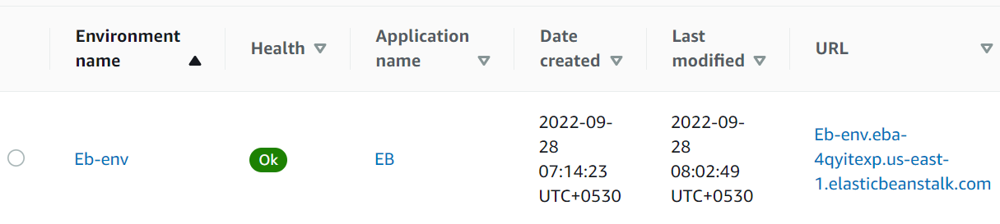 Environment name
Health
Application name
Date created
Last modified
URL
Eb-env
Ok
EB
2022-09-
28
07:14:23
UTC+0530
2022-09-
28
08:02:49
UTC+0530
Eb-env.eba-
4qyitexp.us-east-
1.elasticbeanstalk.com